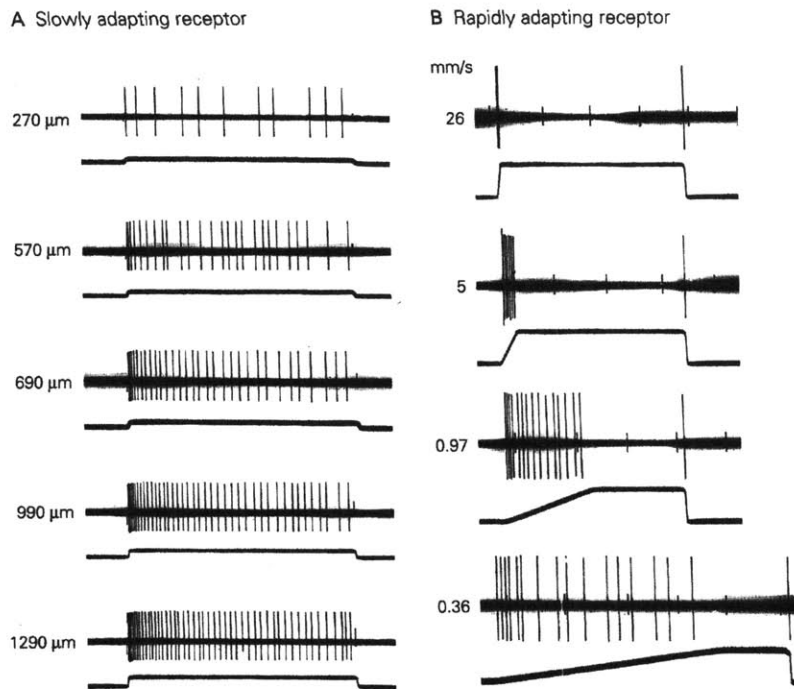 A Slowly adapting receptor
270 μm
570 μm
690 μm
990 μm
1290 μm
B Rapidly adapting receptor
mm/s
26
5
0.97
0.36